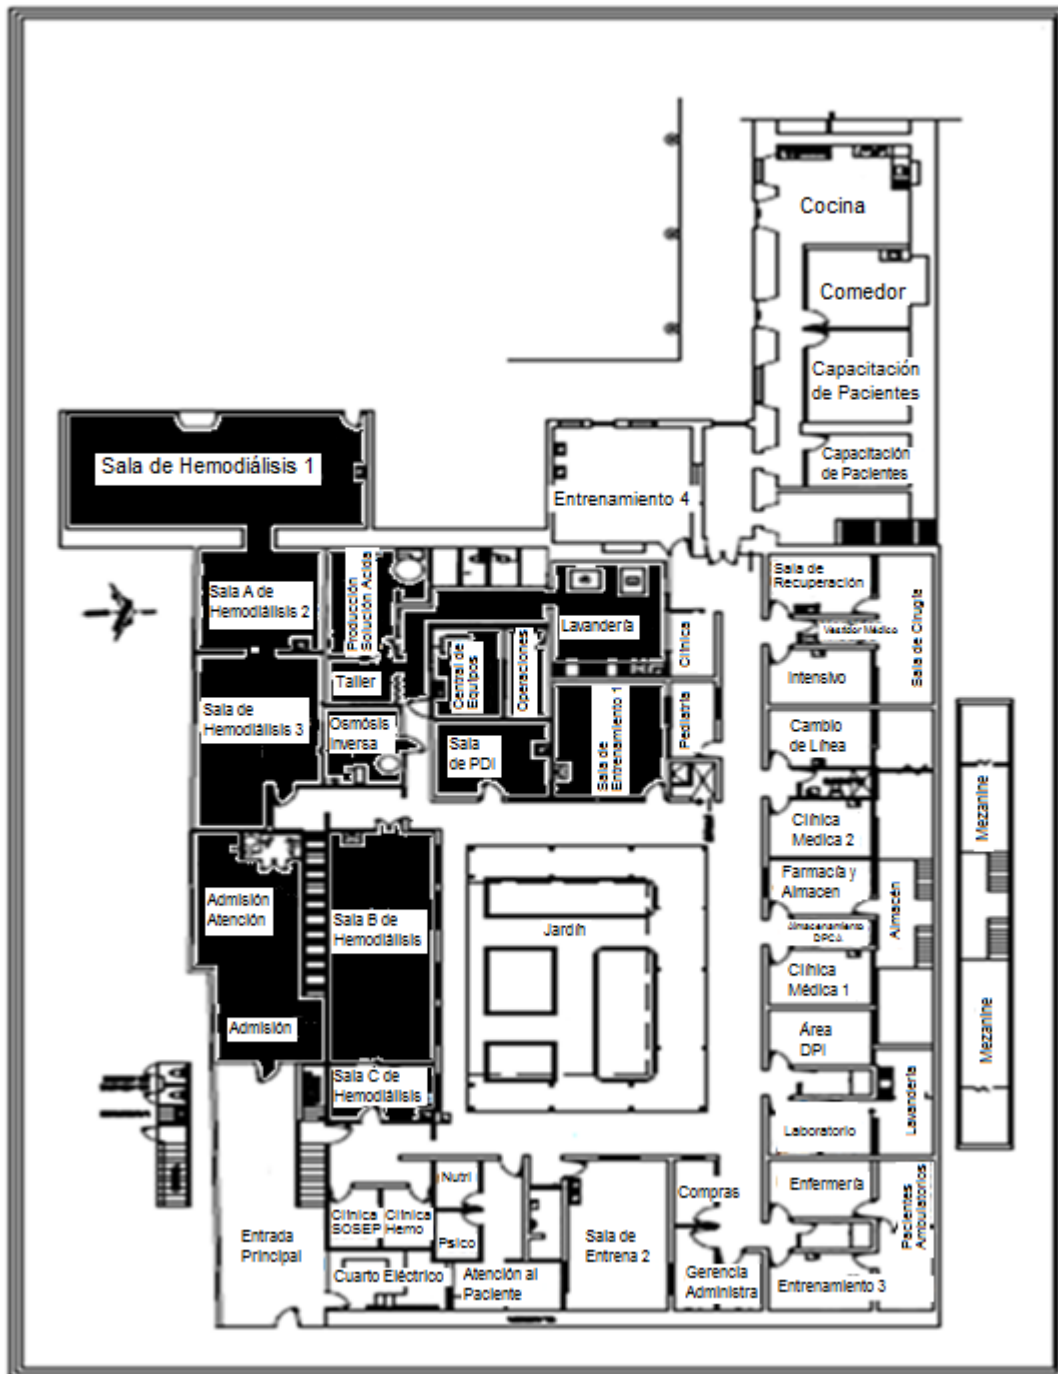 Cocina
Comedor
Capacitación
de Pacientes
Capacitación
de Pacientes
Sala de Hemodiálisis 1
Entrenamiento 4
Sala A de
Hemodiálisis 2
Producción
Solución Acida
Lavandería
Clínica
Sala de
Recuperación
Vestidor Médico
Sala de Cirugía
Intensivo
Taller
Central de
Equipos
Operaciones
Sala de
Hemodiálisis 3
Osmósis
Inversa
Sala
de PDI
Sala de
Entrenamiento 1
Pediatría
Cambio
de Línea
Mezanine
Clínica
Medica 2
Farmacía y
Almacen
Almacén
Admisión
Atención
Sala B de
Hemodiálisis
Jardín
Almacenamiento
DPCA
Clínica
Médica 1
Admisión
Área
DPI
Mezanine
Sala C de
Hemodiálisis
Lavandería
Laboratorio
Nutri
Compras
Enfermería
Pacientes
Ambulatorios
Clínica
SOSEP
Clínica
Hemo
Psico
Sala de
Entrena 2
Entrada
Principal
Cuarto Eléctrico
Atención al
Paciente
Gerencia
Administra
Entrenamiento 3